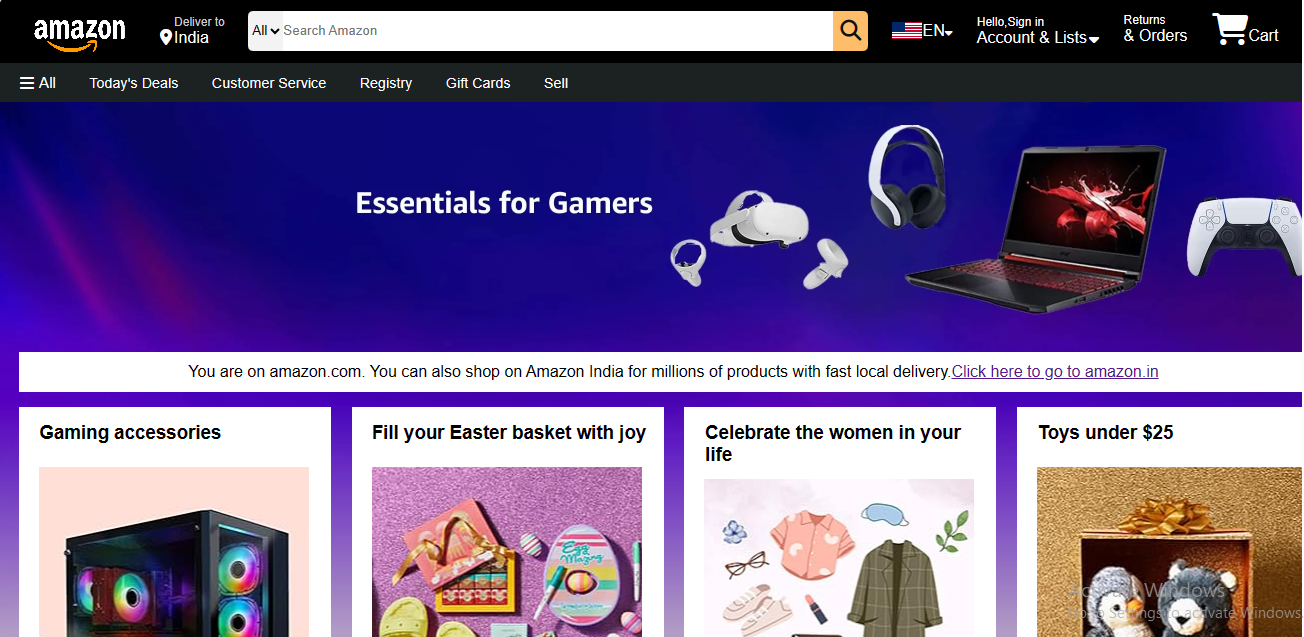 amazon
Deliver to
India
All
Search Amazon
EN
Hello,Sign in
Account & Lists
Returns
& Orders
Cart
All
Today's Deals
Customer Service
Registry
Gift Cards
Sell
Essentials for Gamers
You are on amazon.com. You can also shop on Amazon India for millions of products with fast local delivery.Click here to go to amazon.in
Gaming accessories
Fill your Easter basket with joy
Celebrate the women in your
life
Toys under $25
Egg
Mazing
Activate Windows
Go to Settings to activate Windows